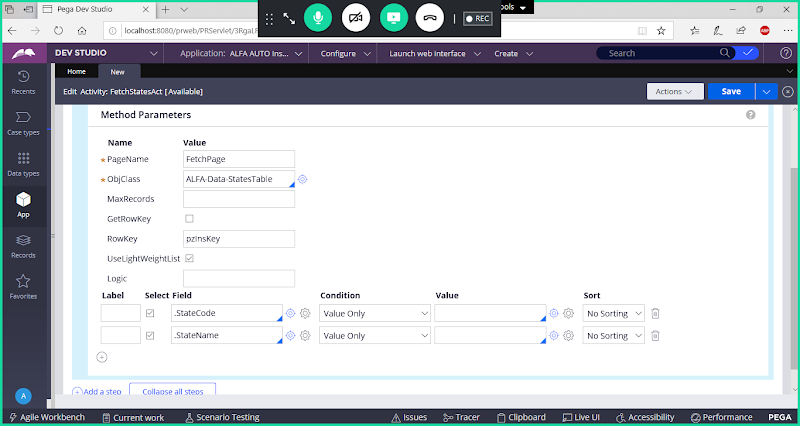 Pega Dev Studio
ools
REC
localhost:8080/prweb/PRServlet/3RgaLF
ABP
DEV STUDIO
Application: ALFA AUTO Ins...
Configure
Launch web interface
Create
Search
Home
New
Edit Activity: FetchStatesAct [Available]
Actions
Save
Recents
Case types
Data types
App
Records
Favorites
A
Method Parameters
Name Value
PageName FetchPage
ObjClass ALFA-Data-StatesTable
MaxRecords
GetRowKey
RowKey pzInsKey
UseLightWeightList
Logic
Label Select Field Condition Value Sort
.StateCode Value Only No Sorting
.StateName Value Only No Sorting
Add a step Collapse all steps
Agile Workbench Current work Scenario Testing Issues Tracer Clipboard Live UI Accessibility Performance PEGA